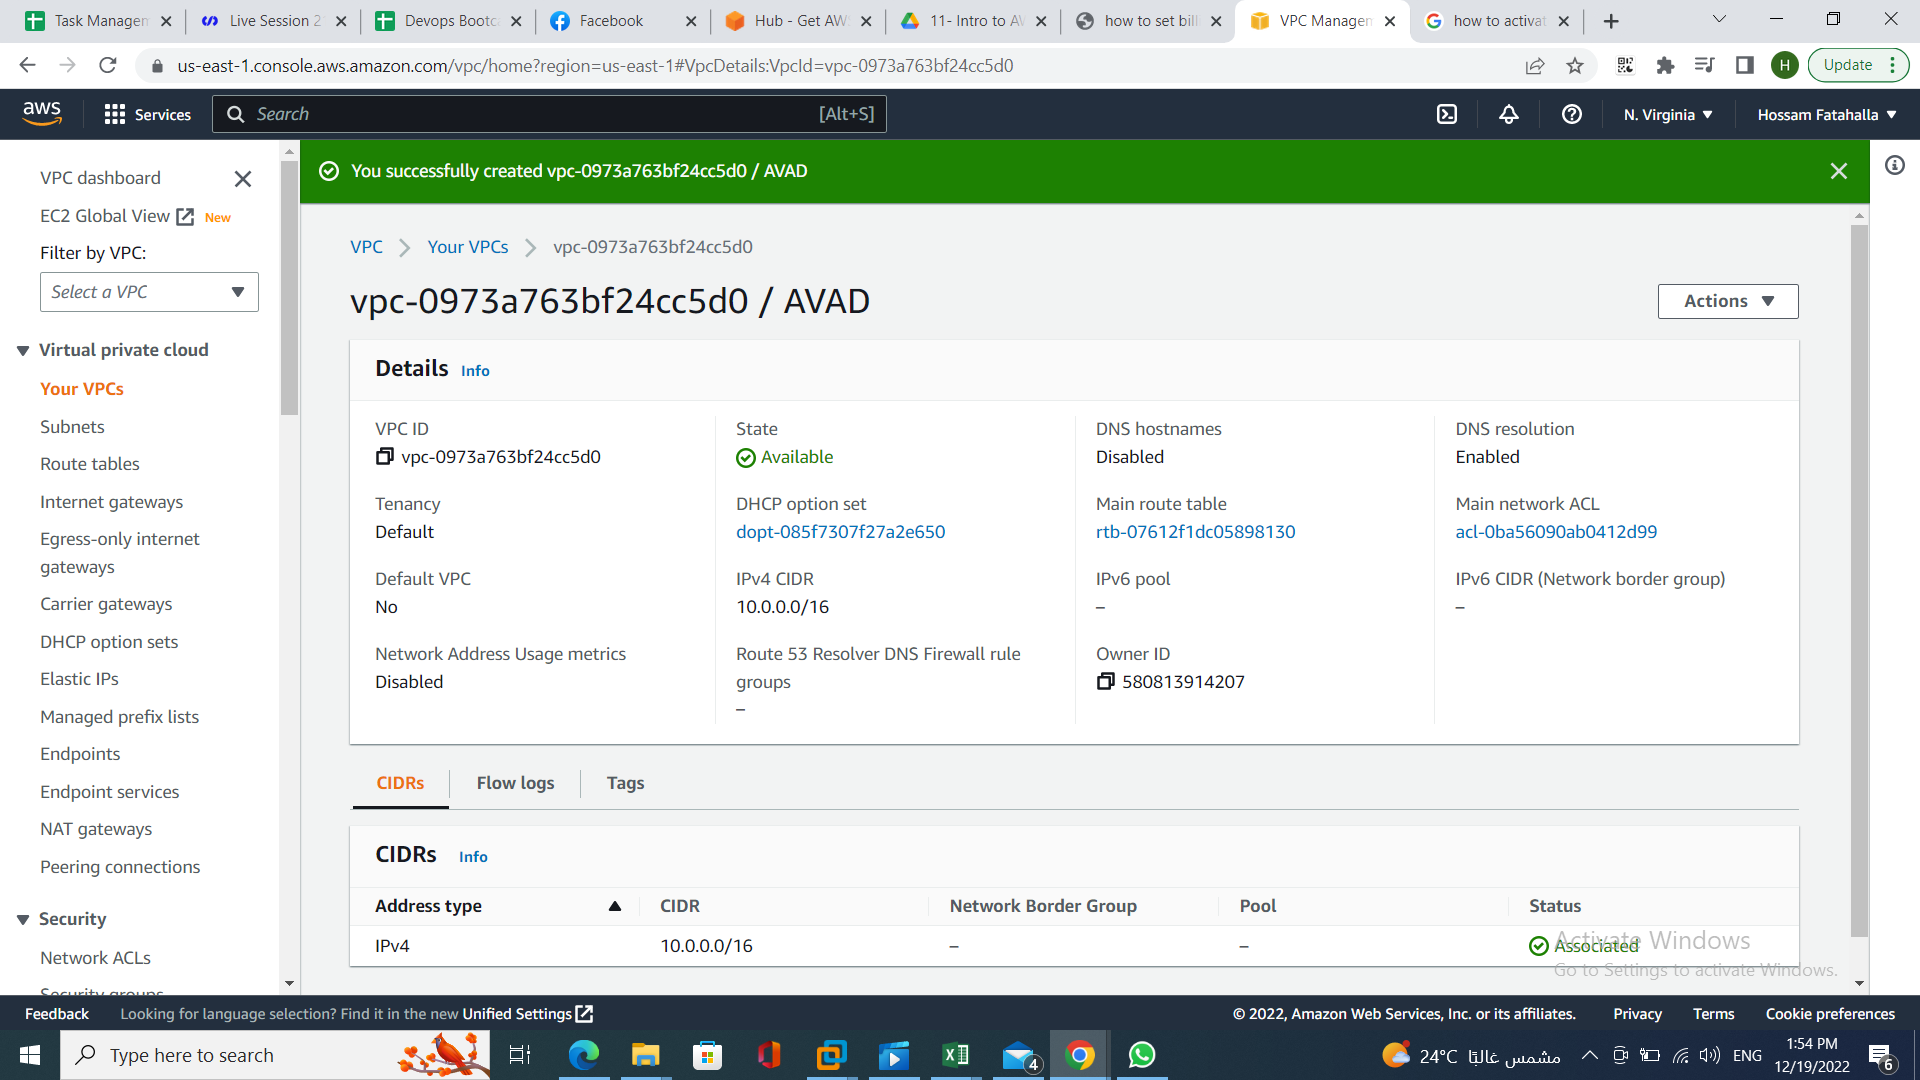 Task Managem
Live Session 2
Devops Bootca
Facebook
Hub - Get AW
11- Intro to AW
how to set bill
VPC Managem
how to activat
us-east-1.console.aws.amazon.com/vpc/home?region=us-east-1#VpcDetails:VpcId=vpc-0973a763bf24cc5d0
H
Update
aws
Services
Search
[Alt+S]
N. Virginia
Hossam Fatahalla
VPC dashboard
EC2 Global View New
Filter by VPC:
Select a VPC
Virtual private cloud
Your VPCs
Subnets
Route tables
Internet gateways
Egress-only internet
gateways
Carrier gateways
DHCP option sets
Elastic IPs
Managed prefix lists
Endpoints
Endpoint services
NAT gateways
Peering connections
Security
Network ACLs
Security groups
You successfully created vpc-0973a763bf24cc5d0 / AVAD
VPC
Your VPCs
vpc-0973a763bf24cc5d0
vpc-0973a763bf24cc5d0 / AVAD
Actions
Details Info
VPC ID
vpc-0973a763bf24cc5d0
State
Available
DNS hostnames
Disabled
DNS resolution
Enabled
Tenancy
Default
DHCP option set
dopt-085f7307f27a2e650
Main route table
rtb-07612f1dc05898130
Main network ACL
acl-0ba56090ab0412d99
Default VPC
No
IPv4 CIDR
10.0.0.0/16
IPv6 pool
–
IPv6 CIDR (Network border group)
–
Network Address Usage metrics
Disabled
Route 53 Resolver DNS Firewall rule
groups
–
Owner ID
580813914207
CIDRs
Flow logs
Tags
CIDRs Info
Address type
CIDR
Network Border Group
Pool
Status
IPv4
10.0.0.0/16
–
–
Associated
Activate Windows
Go to Settings to activate Windows.
Feedback
Looking for language selection? Find it in the new Unified Settings
© 2022, Amazon Web Services, Inc. or its affiliates.
Privacy
Terms
Cookie preferences
Type here to search
4
24°C مشمس غالبًا
ENG
1:54 PM
12/19/2022
6